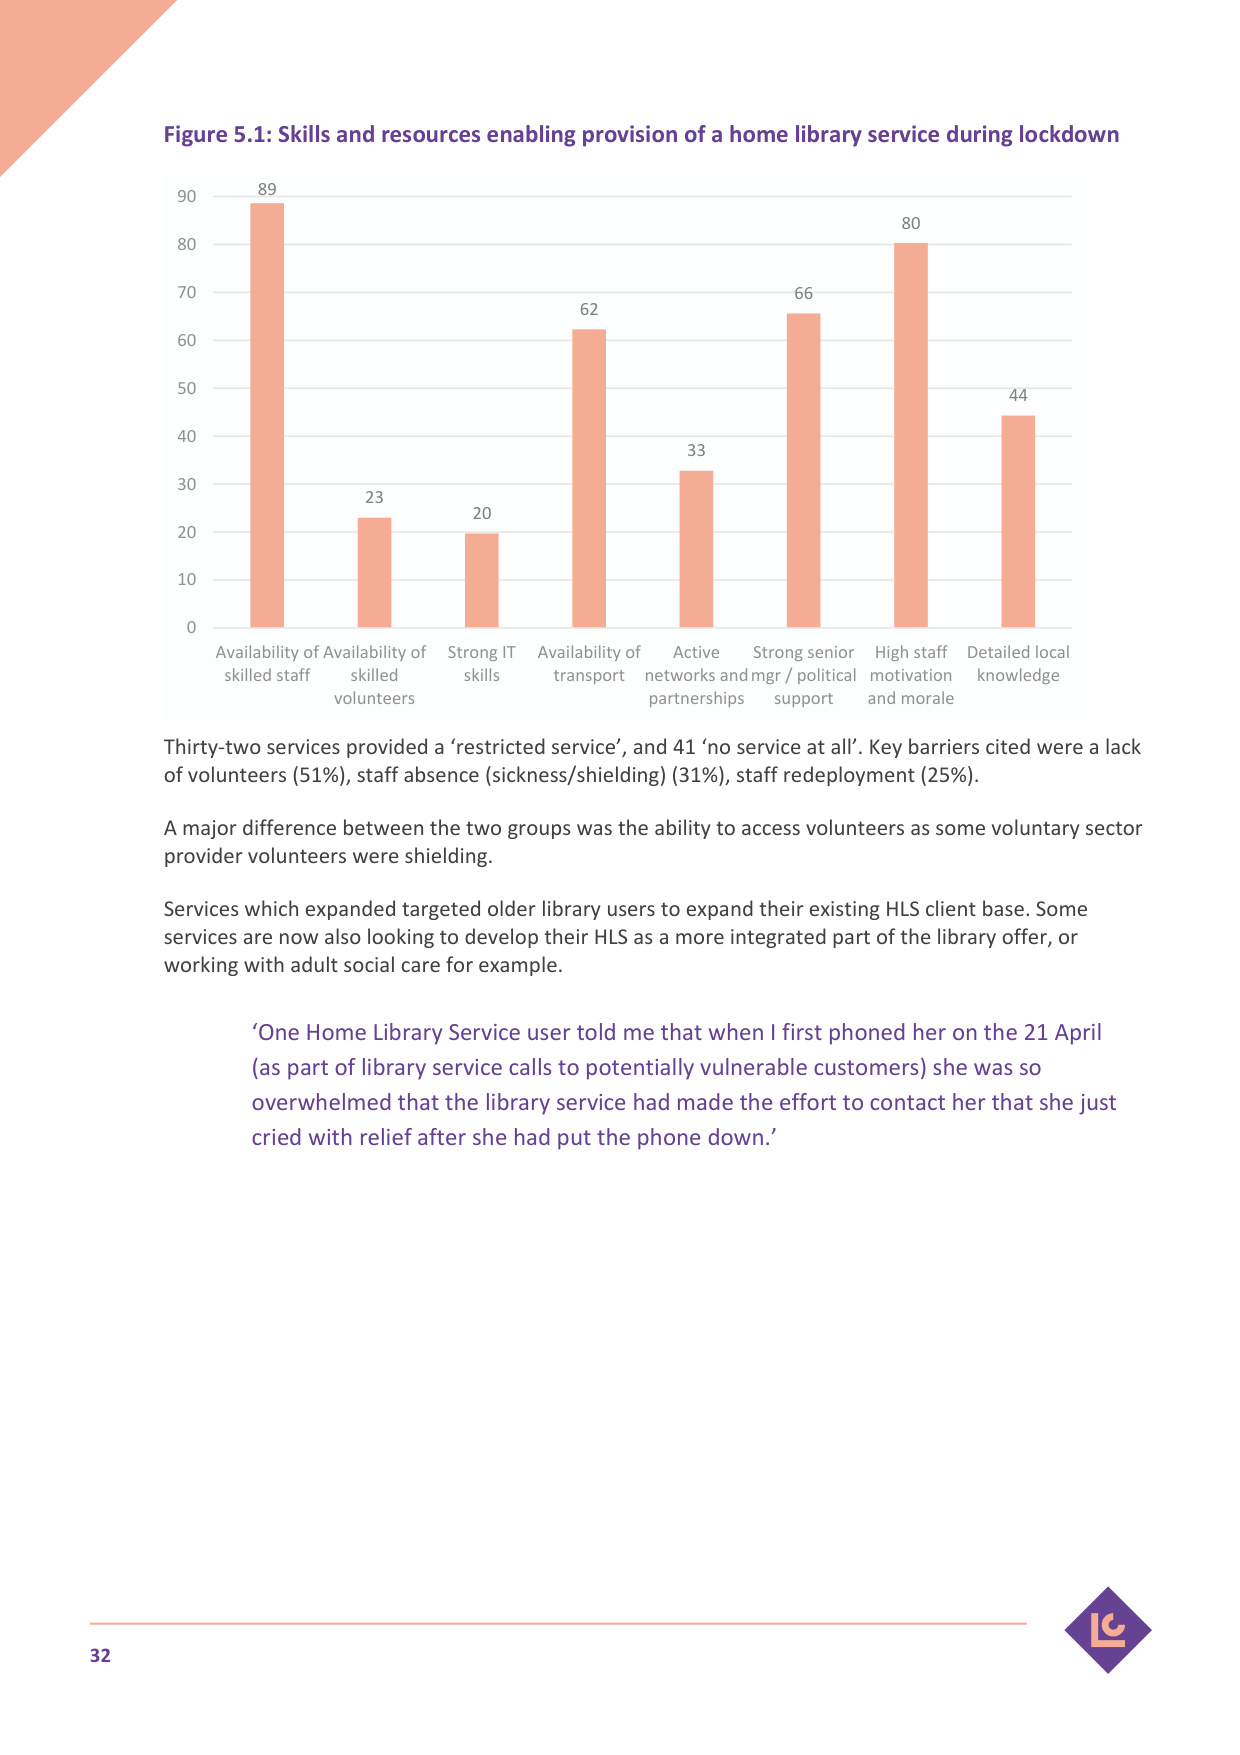 Figure 5.1: Skills and resources enabling provision of a home library service during lockdown
90
80
70
60
50
40
30
20
10
0
89
23
20
62
33
66
80
44
Availability of
skilled staff
Availability of
skilled
volunteers
Strong IT
skills
Availability of
transport
Active
networks and
partnerships
Strong senior
mgr / political
support
High staff
motivation
and morale
Detailed local
knowledge
Thirty-two services provided a ‘restricted service’, and 41 ‘no service at all’. Key barriers cited were a lack
of volunteers (51%), staff absence (sickness/shielding) (31%), staff redeployment (25%).
A major difference between the two groups was the ability to access volunteers as some voluntary sector
provider volunteers were shielding.
Services which expanded targeted older library users to expand their existing HLS client base. Some
services are now also looking to develop their HLS as a more integrated part of the library offer, or
working with adult social care for example.
‘One Home Library Service user told me that when I first phoned her on the 21 April
(as part of library service calls to potentially vulnerable customers) she was so
overwhelmed that the library service had made the effort to contact her that she just
cried with relief after she had put the phone down.’
32
LC